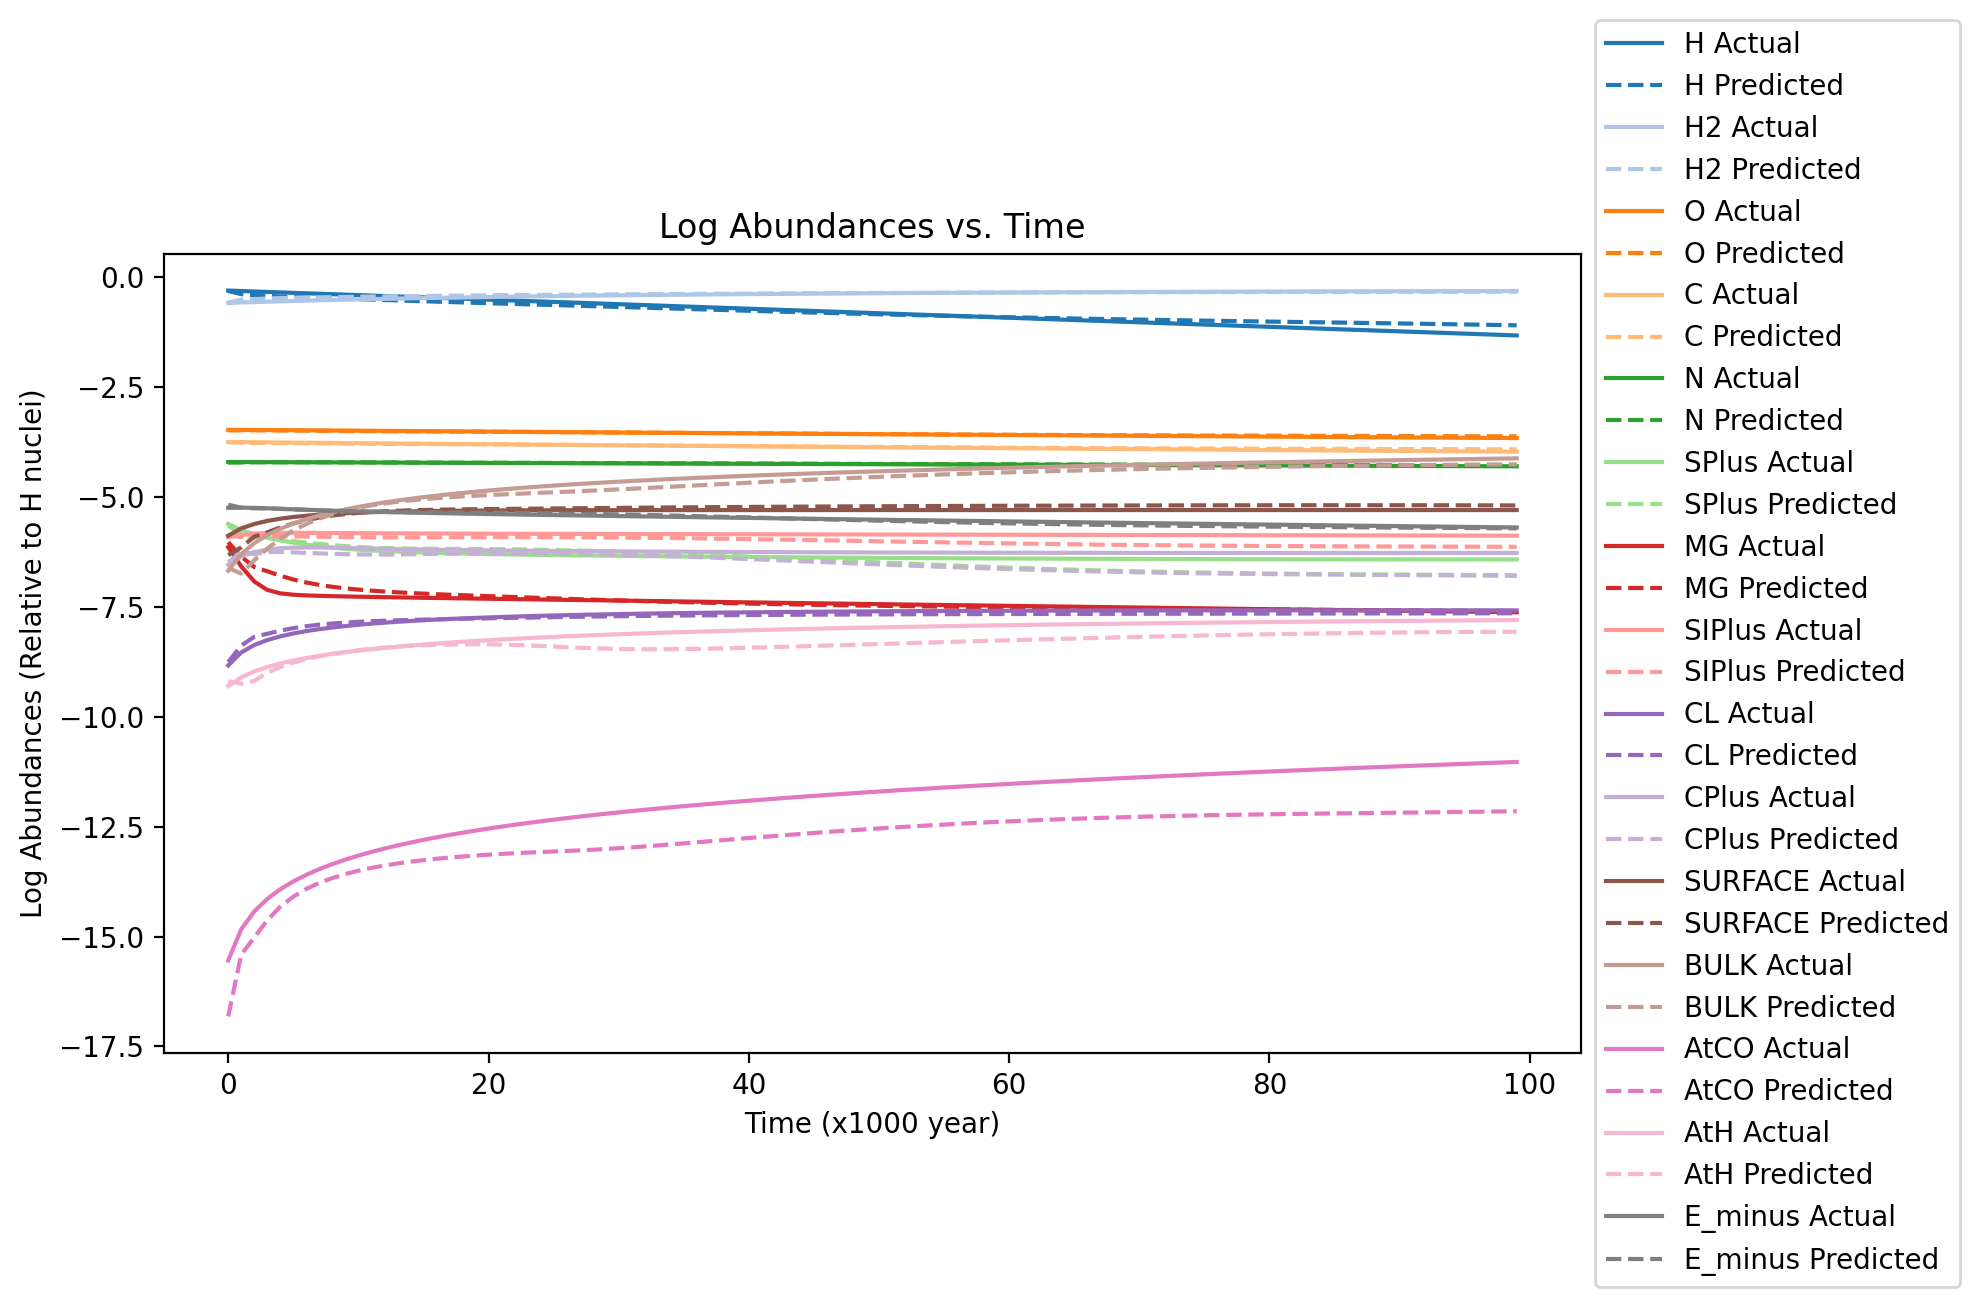 Log Abundances vs. Time
Log Abundances (Relative to H nuclei)
0.0
−2.5
−5.0
−7.5
−10.0
−12.5
−15.0
−17.5
0 20 40 60 80 100
Time (x1000 year)
H Actual
H Predicted
H2 Actual
H2 Predicted
O Actual
O Predicted
C Actual
C Predicted
N Actual
N Predicted
SPlus Actual
SPlus Predicted
MG Actual
MG Predicted
SIPlus Actual
SIPlus Predicted
CL Actual
CL Predicted
CPlus Actual
CPlus Predicted
SURFACE Actual
SURFACE Predicted
BULK Actual
BULK Predicted
AtCO Actual
AtCO Predicted
AtH Actual
AtH Predicted
E_minus Actual
E_minus Predicted